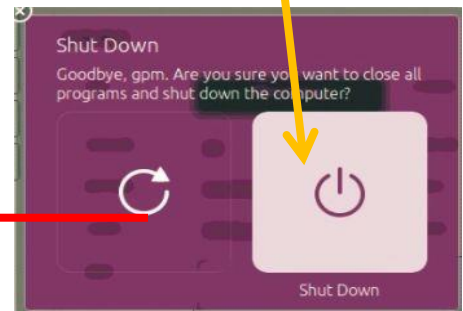 Shut Down
Goodbye, gpm. Are you sure you want to close all
programs and shut down the computer?
Shut Down